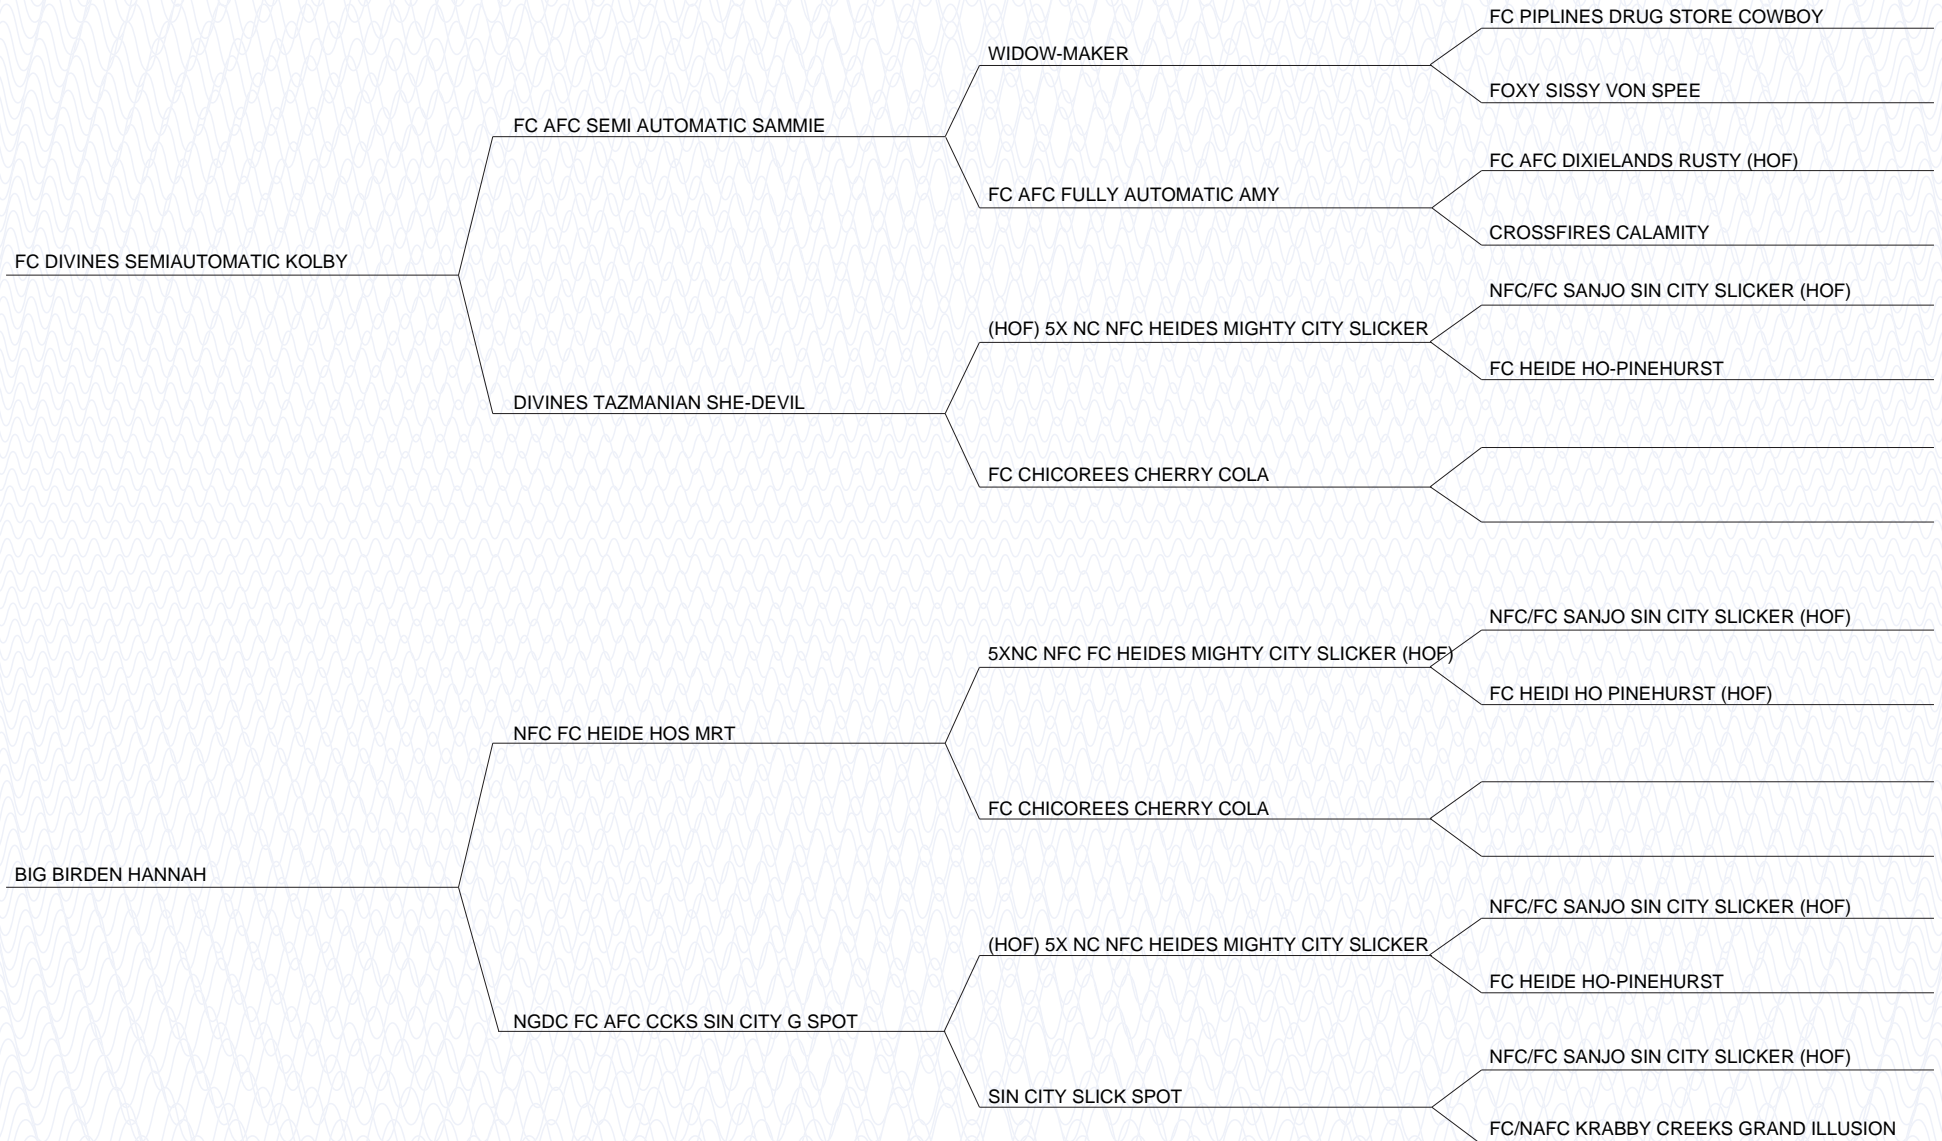 FC PIPLINES DRUG STORE COWBOY
WIDOW-MAKER
FOXY SISSY VON SPEE
FC AFC SEMI AUTOMATIC SAMMIE
FC AFC DIXIELANDS RUSTY (HOF)
FC AFC FULLY AUTOMATIC AMY
CROSSFIRES CALAMITY
FC DIVINES SEMIAUTOMATIC KOLBY
NFC/FC SANJO SIN CITY SLICKER (HOF)
(HOF) 5X NC NFC HEIDES MIGHTY CITY SLICKER
FC HEIDE HO-PINEHURST
DIVINES TAZMANIAN SHE-DEVIL
FC CHICOREES CHERRY COLA
NFC/FC SANJO SIN CITY SLICKER (HOF)
5XNC NFC FC HEIDES MIGHTY CITY SLICKER (HOF)
FC HEIDI HO PINEHURST (HOF)
NFC FC HEIDE HOS MRT
FC CHICOREES CHERRY COLA
BIG BIRDEN HANNAH
NFC/FC SANJO SIN CITY SLICKER (HOF)
(HOF) 5X NC NFC HEIDES MIGHTY CITY SLICKER
FC HEIDE HO-PINEHURST
NGDC FC AFC CCKS SIN CITY G SPOT
NFC/FC SANJO SIN CITY SLICKER (HOF)
SIN CITY SLICK SPOT
FC/NAFC KRABBY CREEKS GRAND ILLUSION